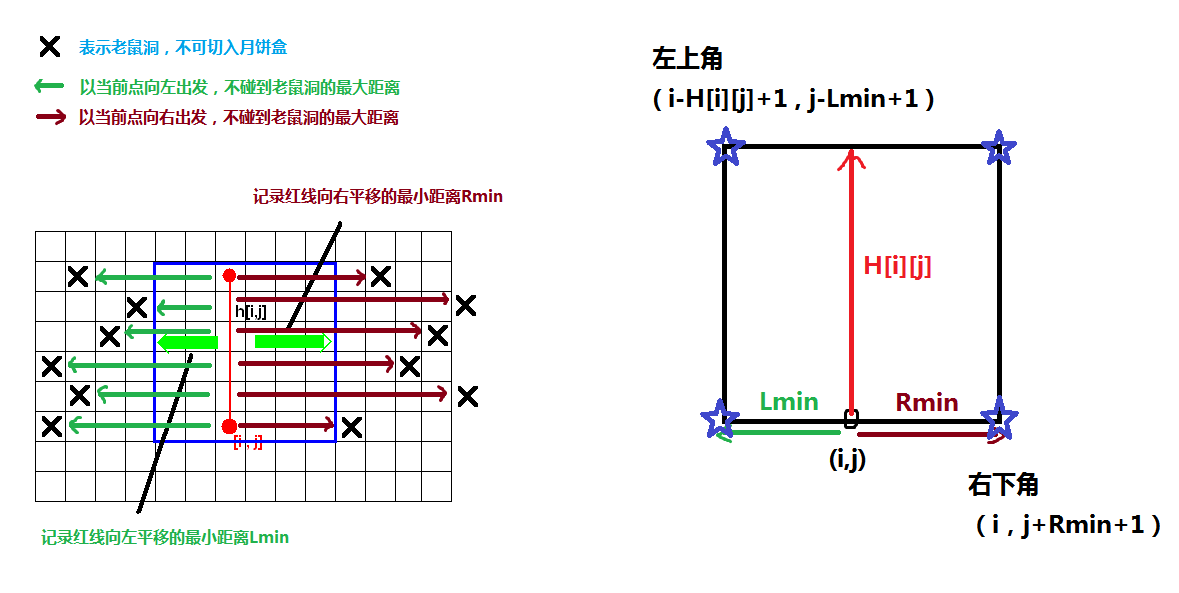 表示老鼠洞，不可切入月饼盒
以当前点向左出发，不碰到老鼠洞的最大距离
以当前点向右出发，不碰到老鼠洞的最大距离
记录红线向右平移的最小距离Rmin
h[i,j]
[i , j]
记录红线向左平移的最小距离Lmin
左上角
（i-H[i][j]+1，j-Lmin+1）
H[i][j]
Lmin
Rmin
(i,j)
右下角
（i，j+Rmin+1）